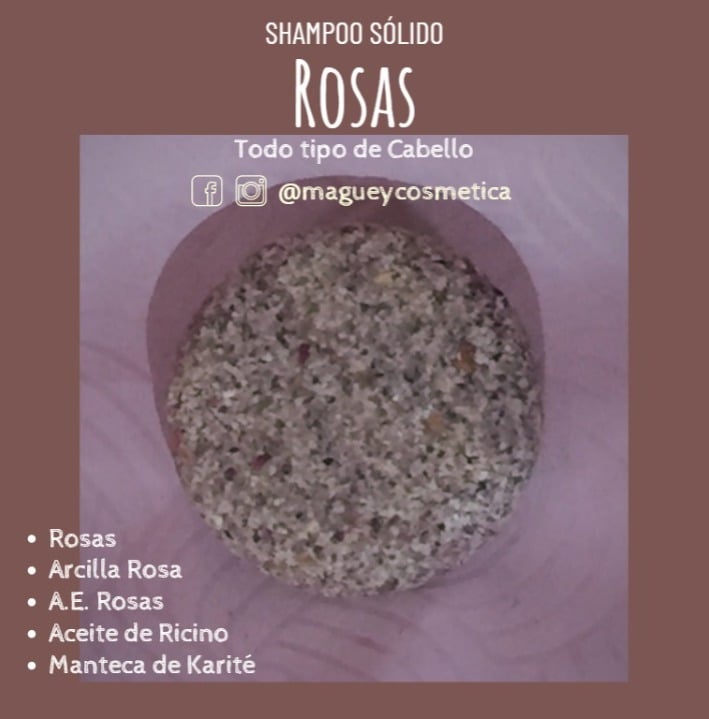 SHAMPOO SÓLIDO
ROSAS
Todo tipo de Cabello
@magueycosmetica
• Rosas
• Arcilla Rosa
• A.E. Rosas
• Aceite de Ricino
• Manteca de Karité